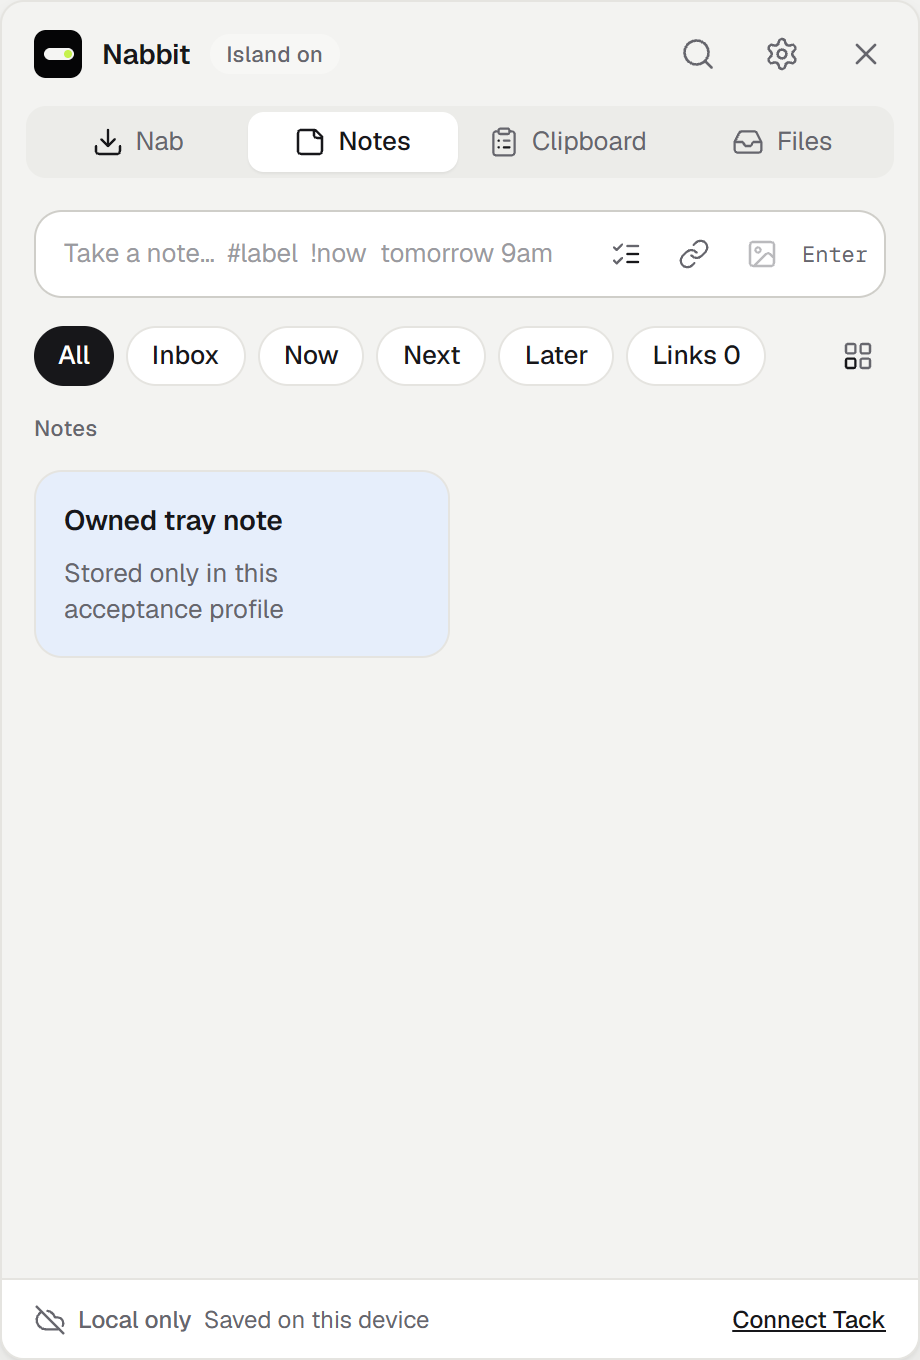 Nabbit Island on
Nab Notes Clipboard Files
Take a note... #label !now tomorrow 9am Enter
All Inbox Now Next Later Links 0
Notes
Owned tray note
Stored only in this
acceptance profile
Local only Saved on this device Connect Tack